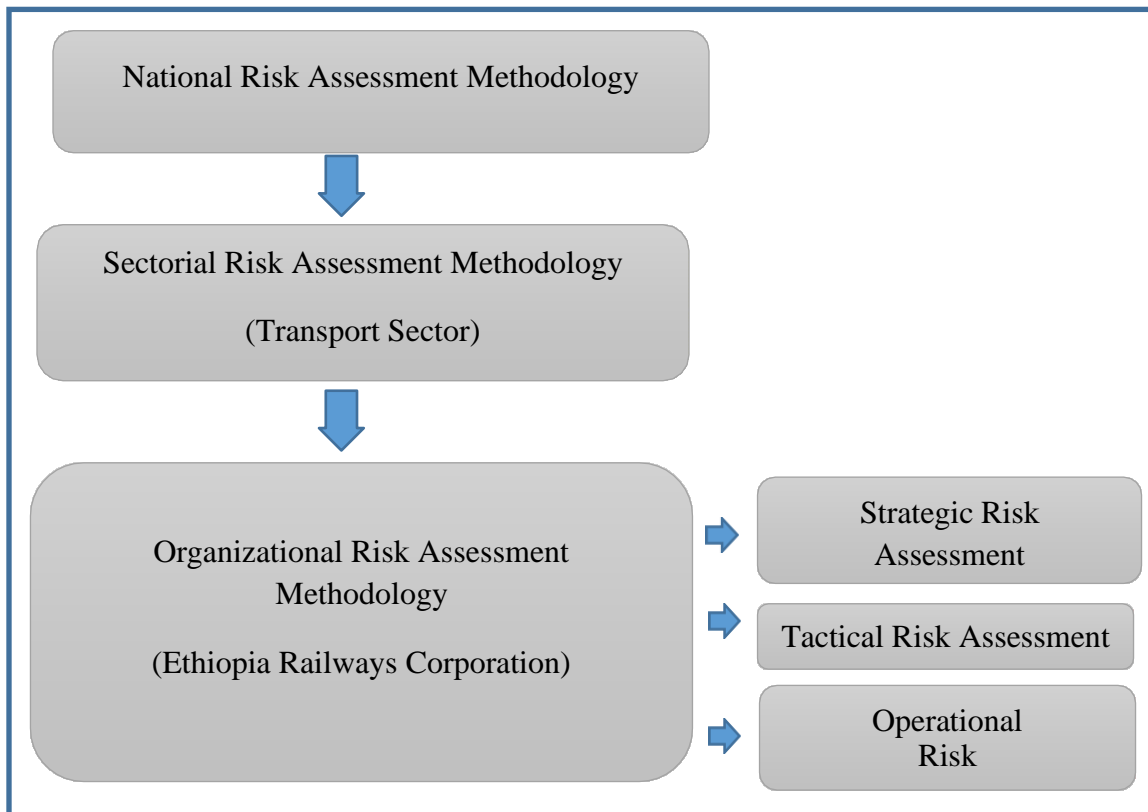 National Risk Assessment Methodology
Sectorial Risk Assessment Methodology
(Transport Sector)
Organizational Risk Assessment
Methodology
(Ethiopia Railways Corporation)
Strategic Risk
Assessment
Tactical Risk Assessment
Operational
Risk